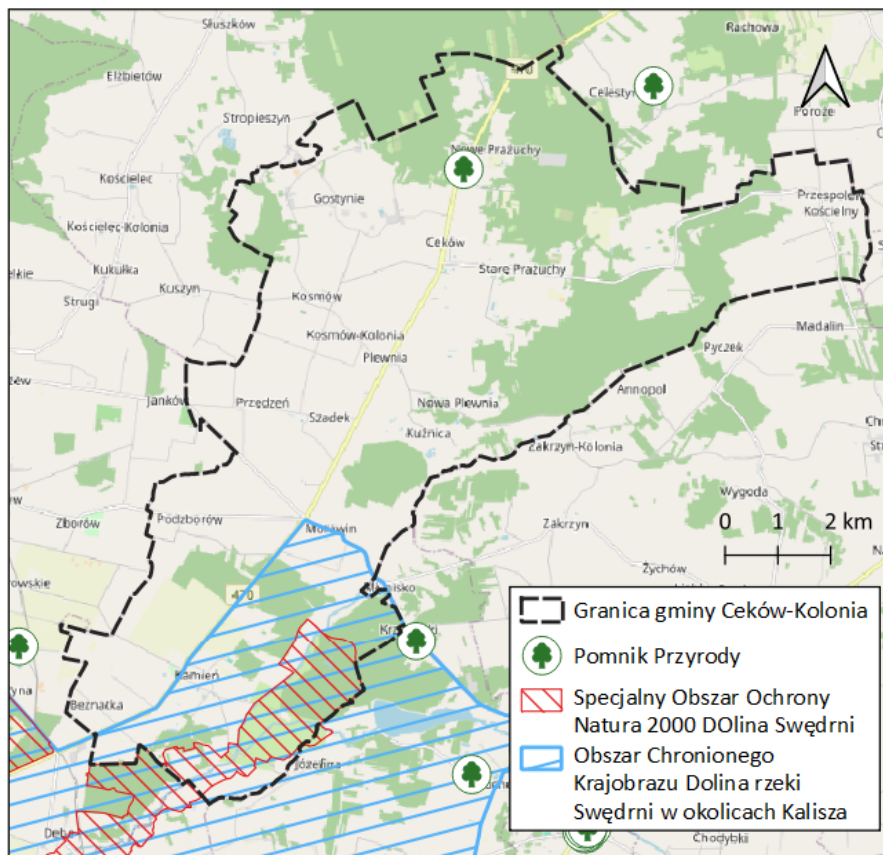 Słuszków
Rachowa
Elżbietów
470
Celestyn
Poroże
Stropieszyn
Nowe Prażuchy
Kościelec
Gostynie
Przespolew
Kościelny
Kościelec-Kolonia
Ceków
Kukułka
Stare Prażuchy
Kuszyn
Kosmów
Strugi
Kosmów-Kolonia
Madalin
Plewnia
Pyczek
Annopol
Janków
Przedzeń
Nowa Plewnia
Szadek
Kuźnica
Zakrzyn-Kolonia
Wygoda
0 1 2 km
Zborów
Podzborów
Morawin
Zakrzyn
Żychów
470
Kamień
Beznatka
Józefina
Chodybki
Granica gminy Ceków-Kolonia
Pomnik Przyrody
Specjalny Obszar Ochrony
Natura 2000 DOlina Swędrni
Obszar Chronionego
Krajobrazu Dolina rzeki
Swędrni w okolicach Kalisza